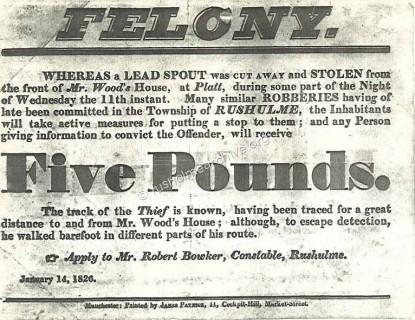 FELONY.
WHEREAS a LEAD SPOUT was CUT AWAY and STOLEN from
the front of Mr. Wood's House, at Platt, during some part of the Night
of Wednesday the 11th instant. Many similar ROBBERIES having of
late been committed in the Township of RUSHULME, the Inhabitants
will take active measures for putting a stop to them; and any Person
giving information to convict the Offender, will receive
Five Pounds.
The track of the Thief is known, having been traced for a great
distance to and from Mr. Wood's House; although, to escape detection,
he walked barefoot in different parts of his route.
☞ Apply to Mr. Robert Bowker, Constable, Rushulme.
January 14, 1826.
Manchester: Printed by JAMES PATRICK, 11, Cockpit-Hill, Market-Street.